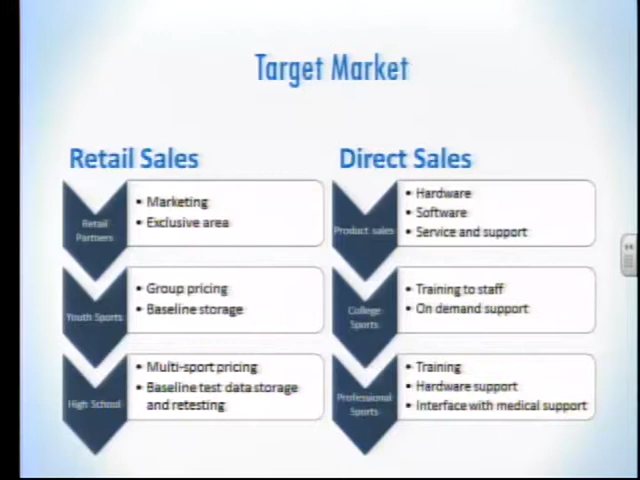 Target Market
Retail Sales
Retail
Partners
• Marketing
• Exclusive area
Youth Sports
• Group pricing
• Baseline storage
High School
• Multi-sport pricing
• Baseline test data storage
and retesting
Direct Sales
Product sales
• Hardware
• Software
• Service and support
College
Sports
• Training to staff
• On demand support
Professional
Sports
• Training
• Hardware support
• Interface with medical support